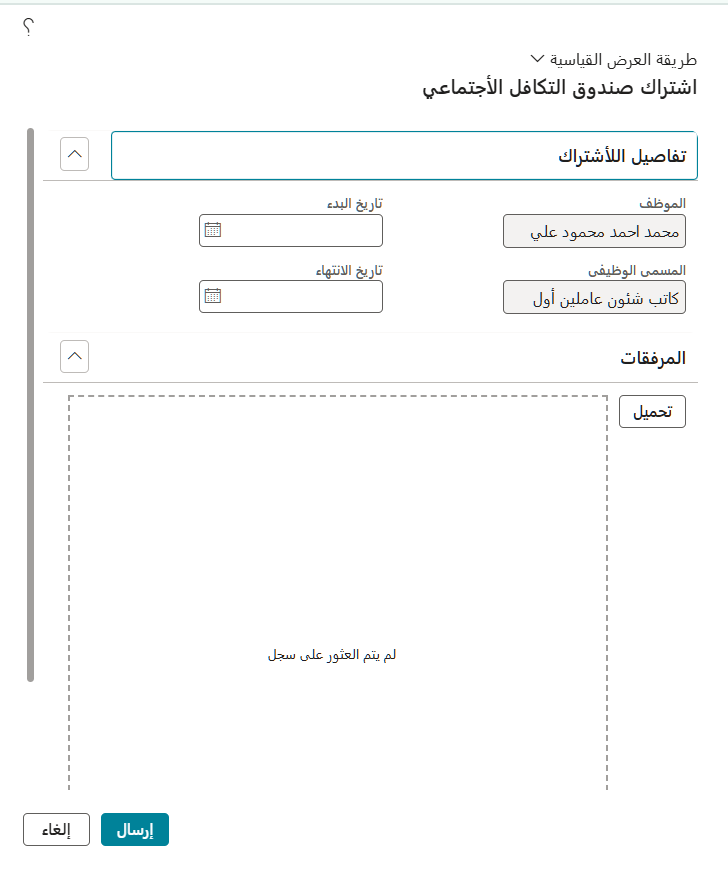 ؟
طريقة العرض القياسية
اشتراك صندوق التكافل الأجتماعي
تفاصيل اللأشتراك
الموظف
محمد احمد محمود علي
تاريخ البدء
المسمى الوظيفى
كاتب شئون عاملين أول
تاريخ الانتهاء
المرفقات
تحميل
لم يتم العثور على سجل
إرسال
إلغاء